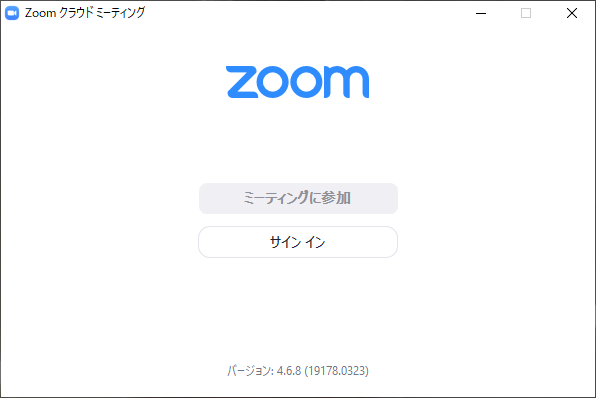 Zoom クラウド ミーティング
zoom
ミーティングに参加
サイン イン
バージョン: 4.6.8 (19178.0323)